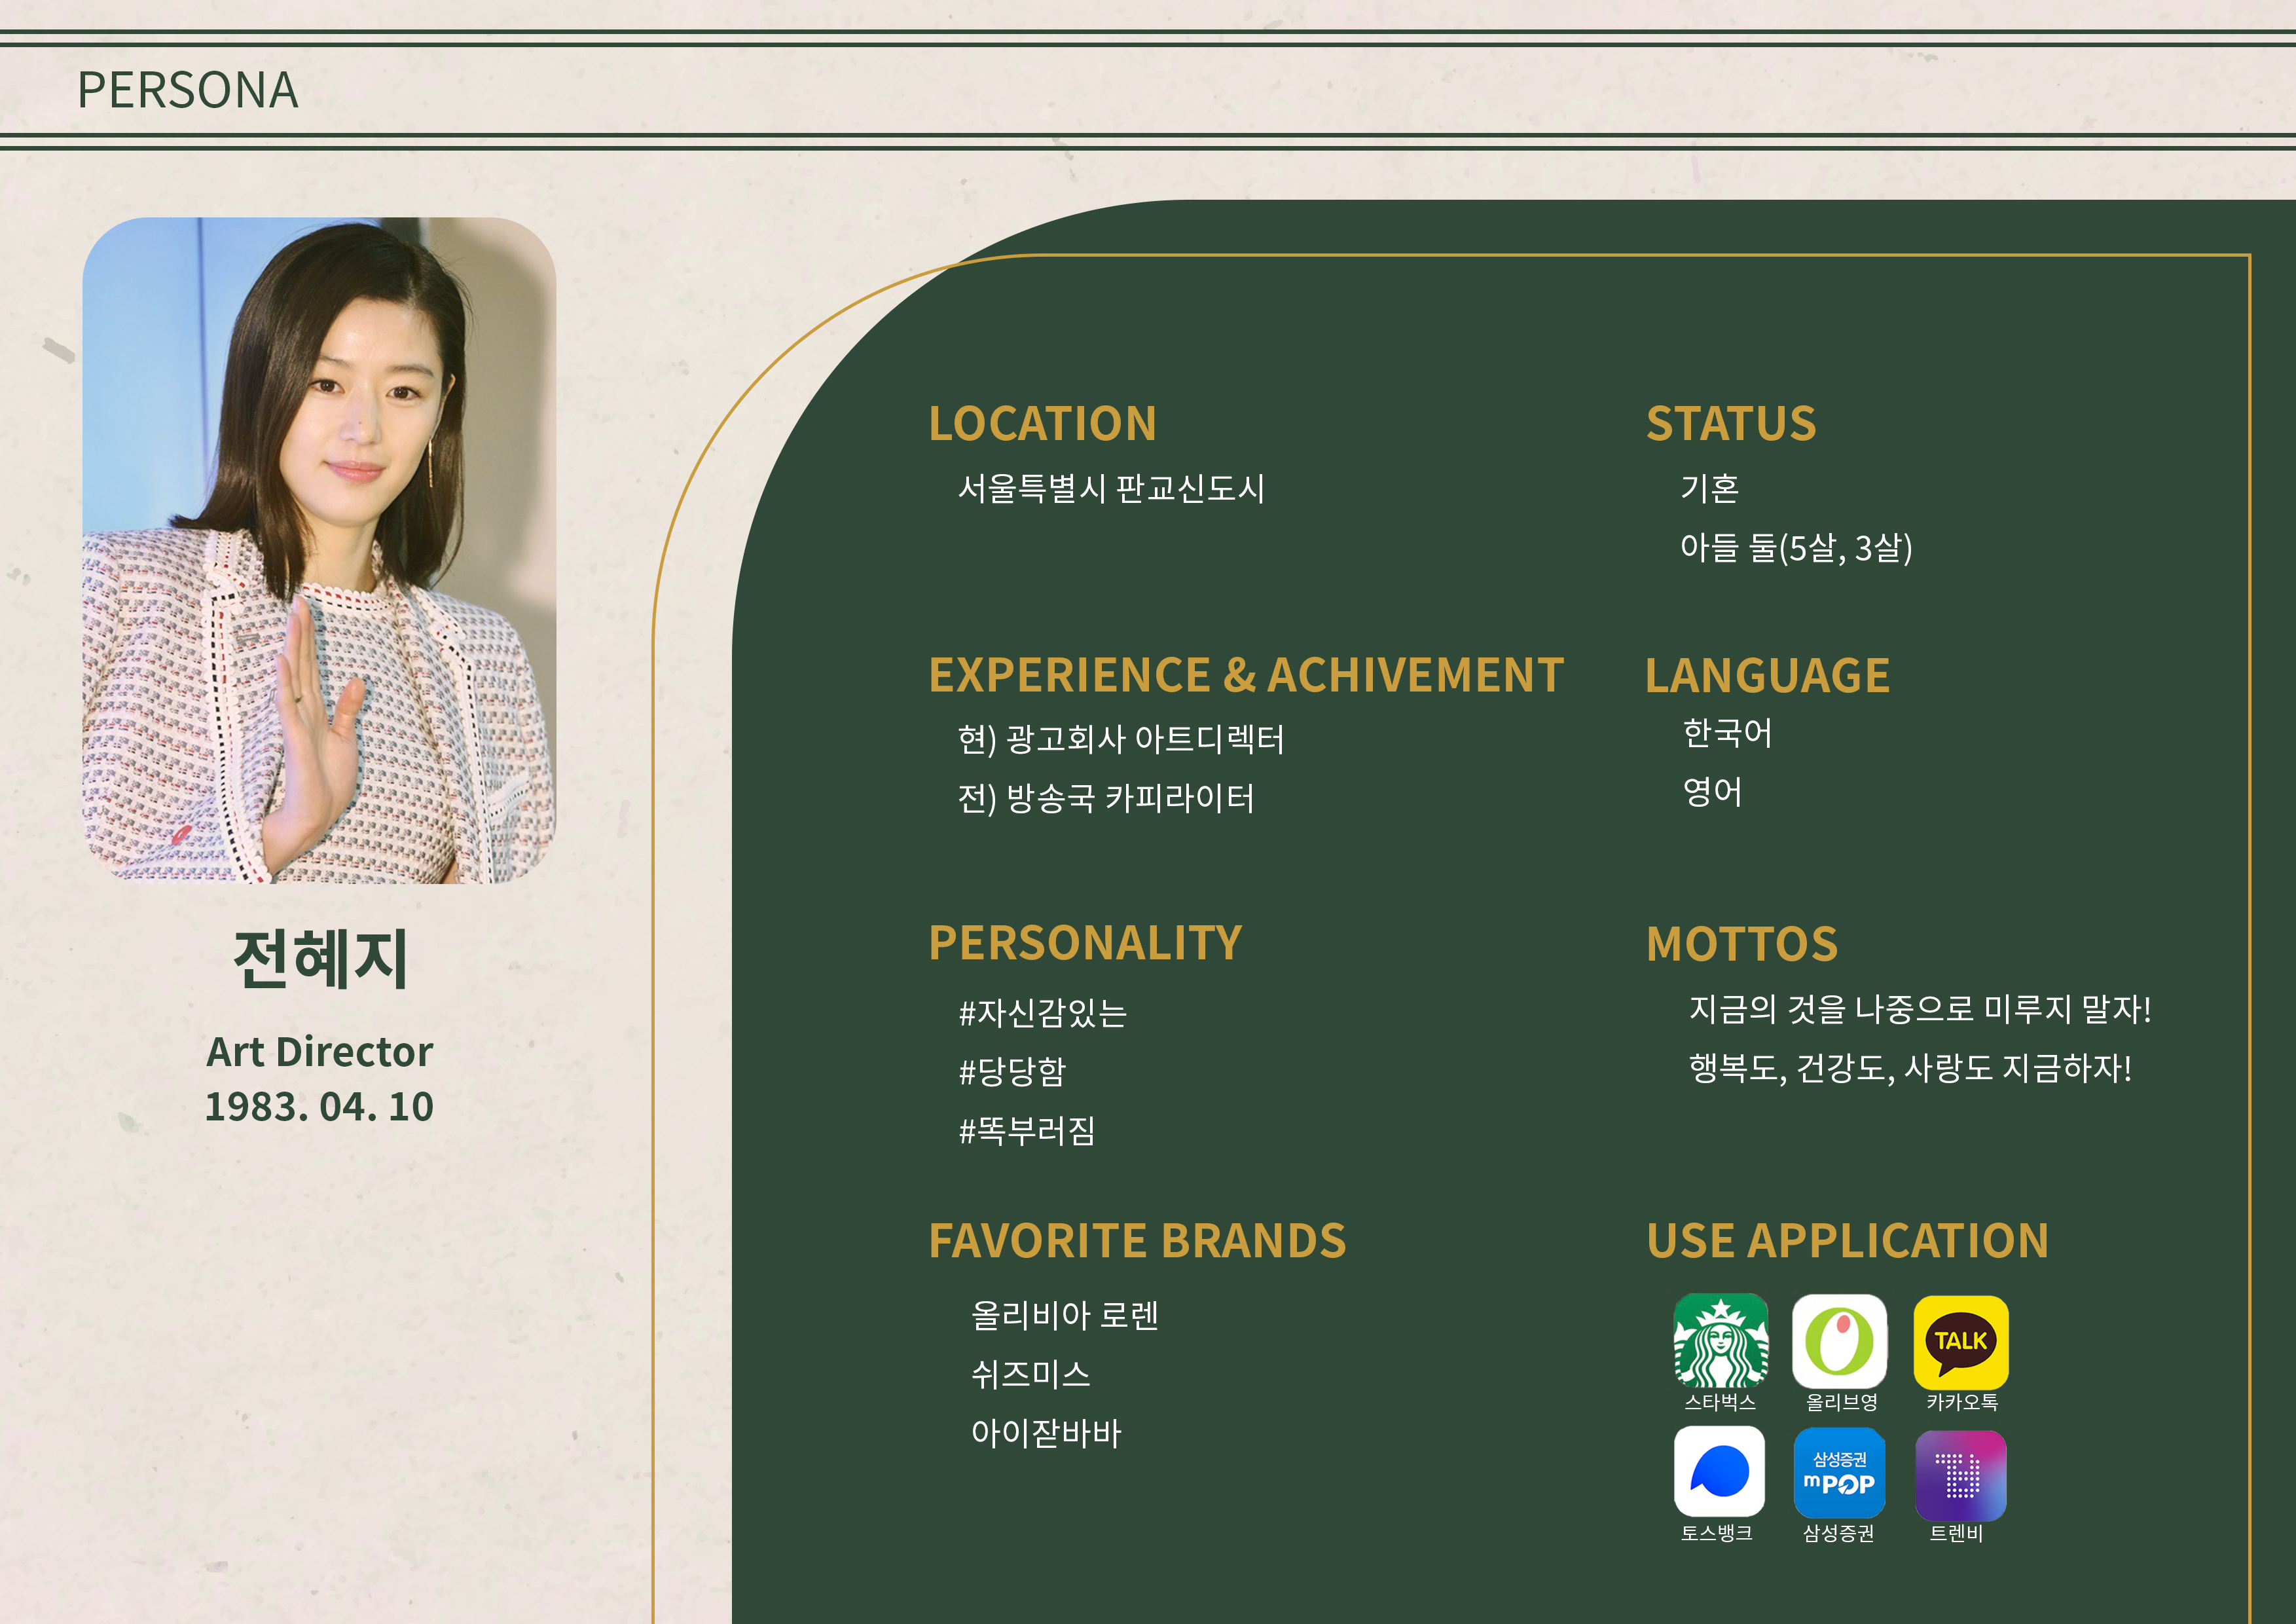 PERSONA
전혜지
Art Director
1983. 04. 10
LOCATION
서울특별시 판교신도시
STATUS
기혼
아들 둘(5살, 3살)
EXPERIENCE & ACHIVEMENT
현) 광고회사 아트디렉터
전) 방송국 카피라이터
LANGUAGE
한국어
영어
PERSONALITY
#자신감있는
#당당함
#똑부러짐
MOTTOS
지금의 것을 나중으로 미루지 말자!
행복도, 건강도, 사랑도 지금하자!
FAVORITE BRANDS
올리비아 로렌
쉬즈미스
아이잗바바
USE APPLICATION
TALK
스타벅스
올리브영
카카오톡
삼성증권
mPOP
토스뱅크
삼성증권
트렌비